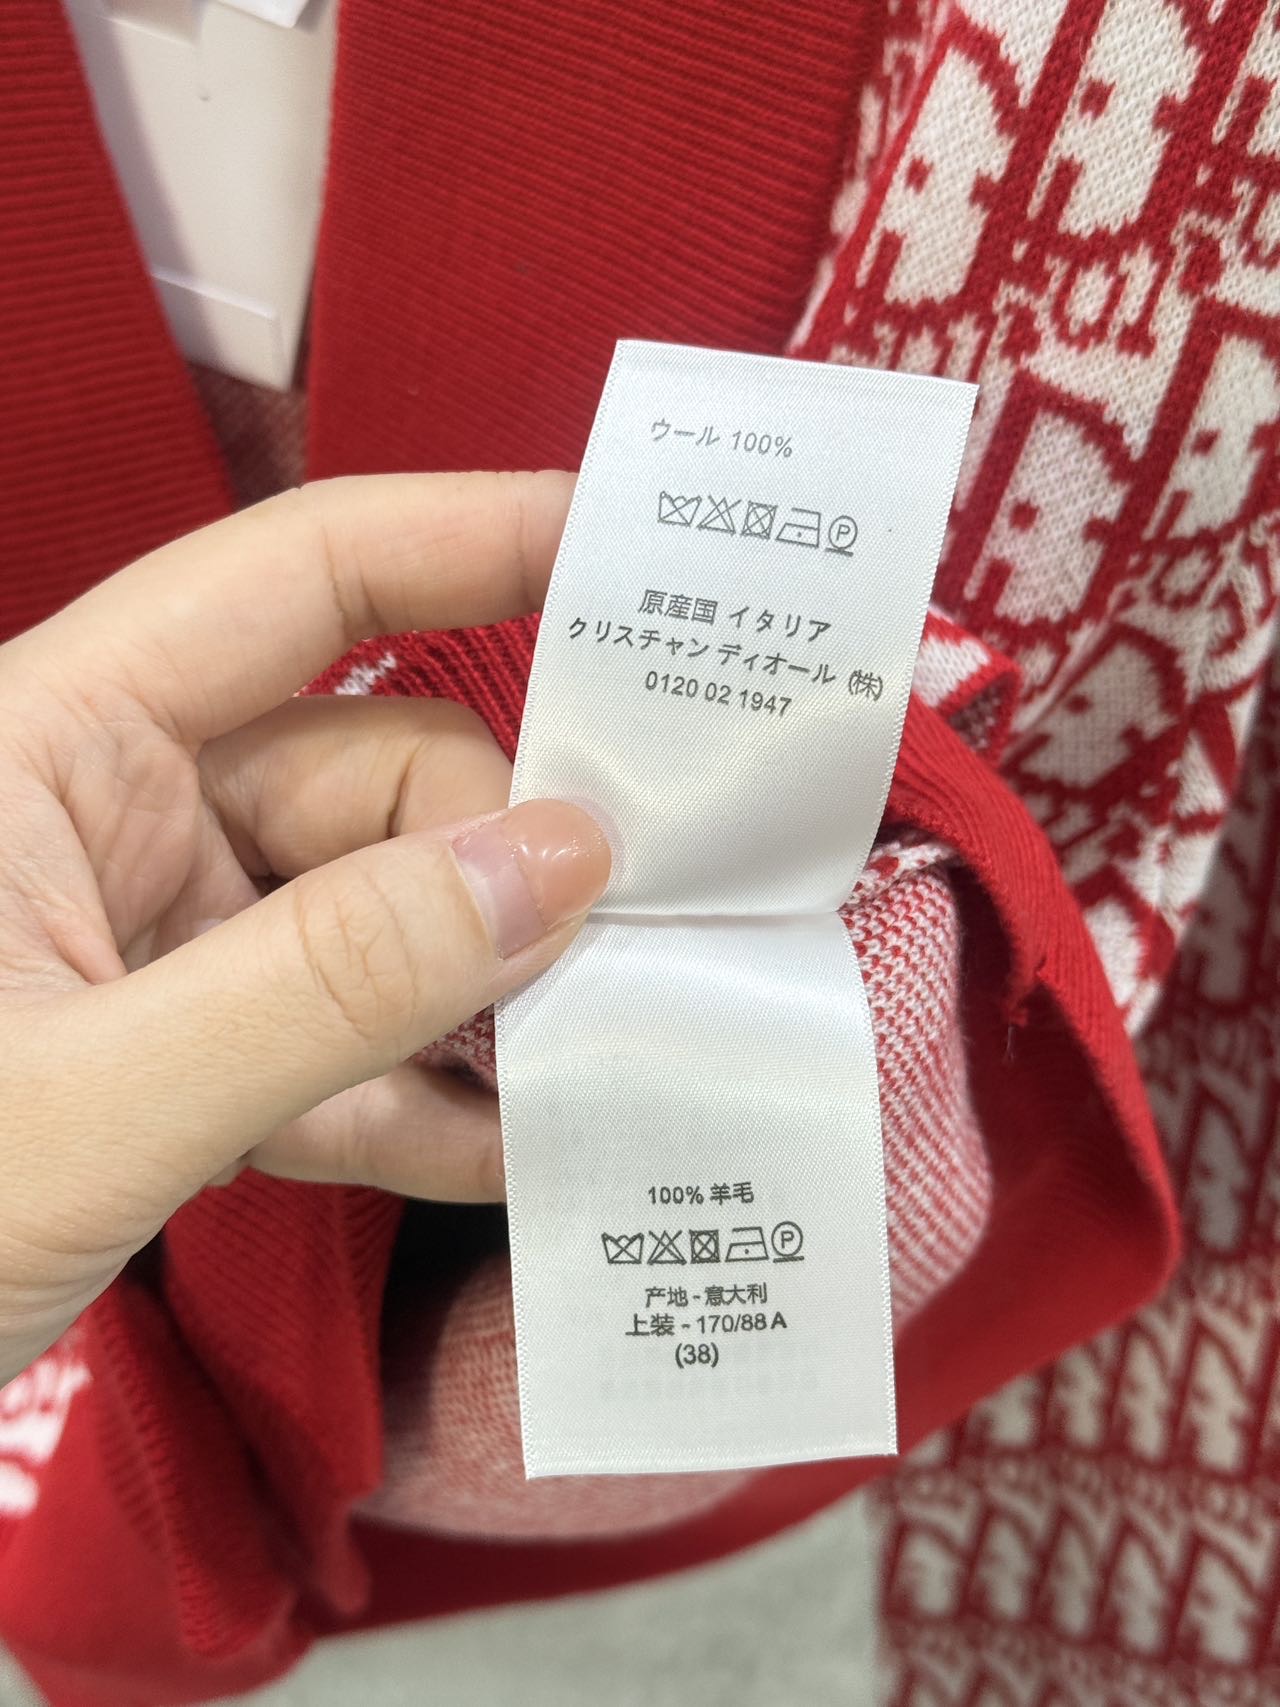 ウール 100%
P
原産国 イタリア
クリスチャン ディオール (株)
0120 02 1947
100% 羊毛
P
产地 - 意大利
上装 - 170/88 A
(38)